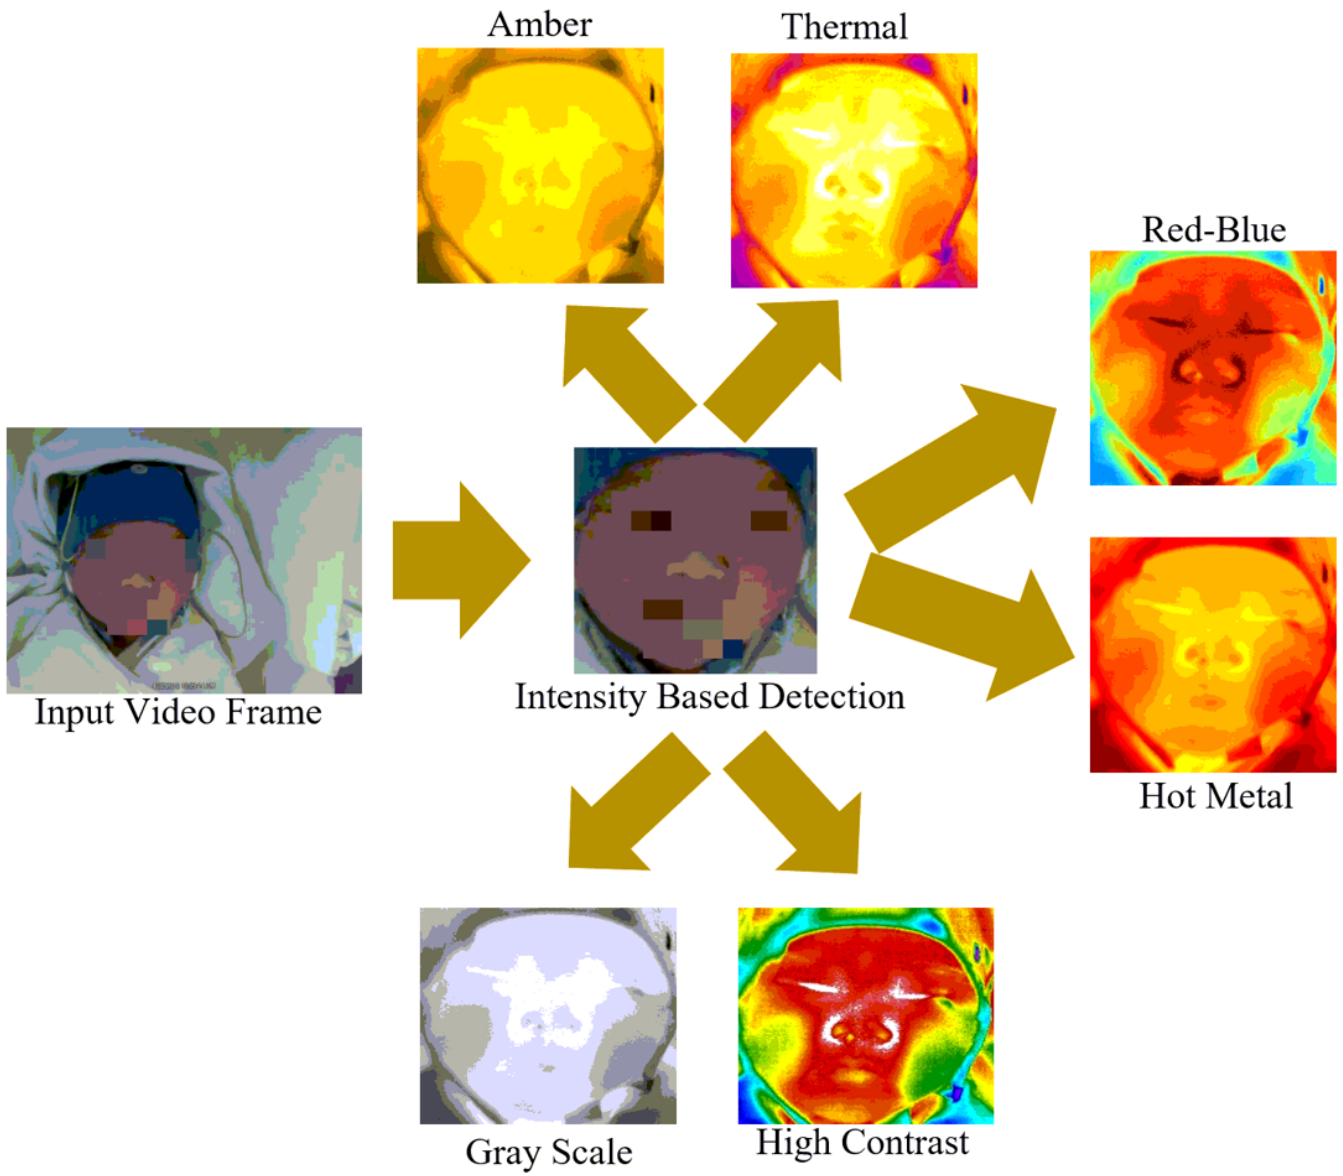 Amber
Thermal
Red-Blue
Input Video Frame
Intensity Based Detection
Hot Metal
Gray Scale
High Contrast